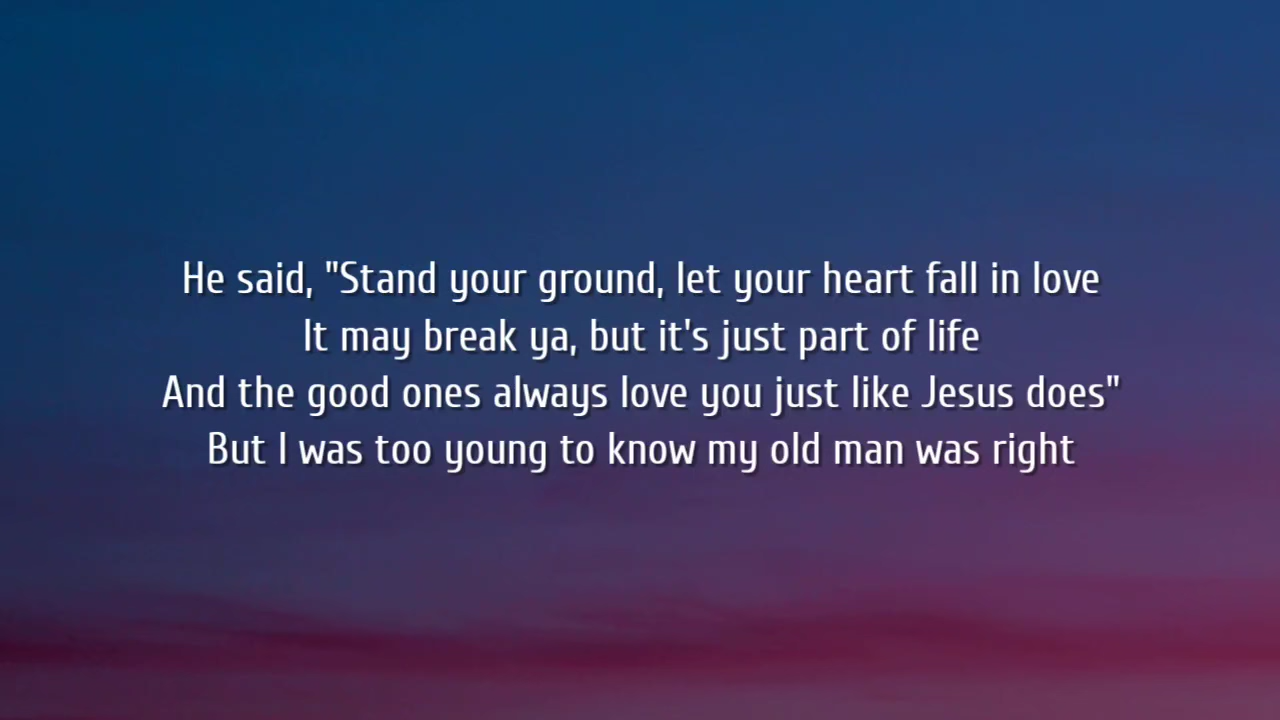 He said, "Stand your ground, let your heart fall in love
It may break ya, but it's just part of life
And the good ones always love you just like Jesus does"
But I was too young to know my old man was right